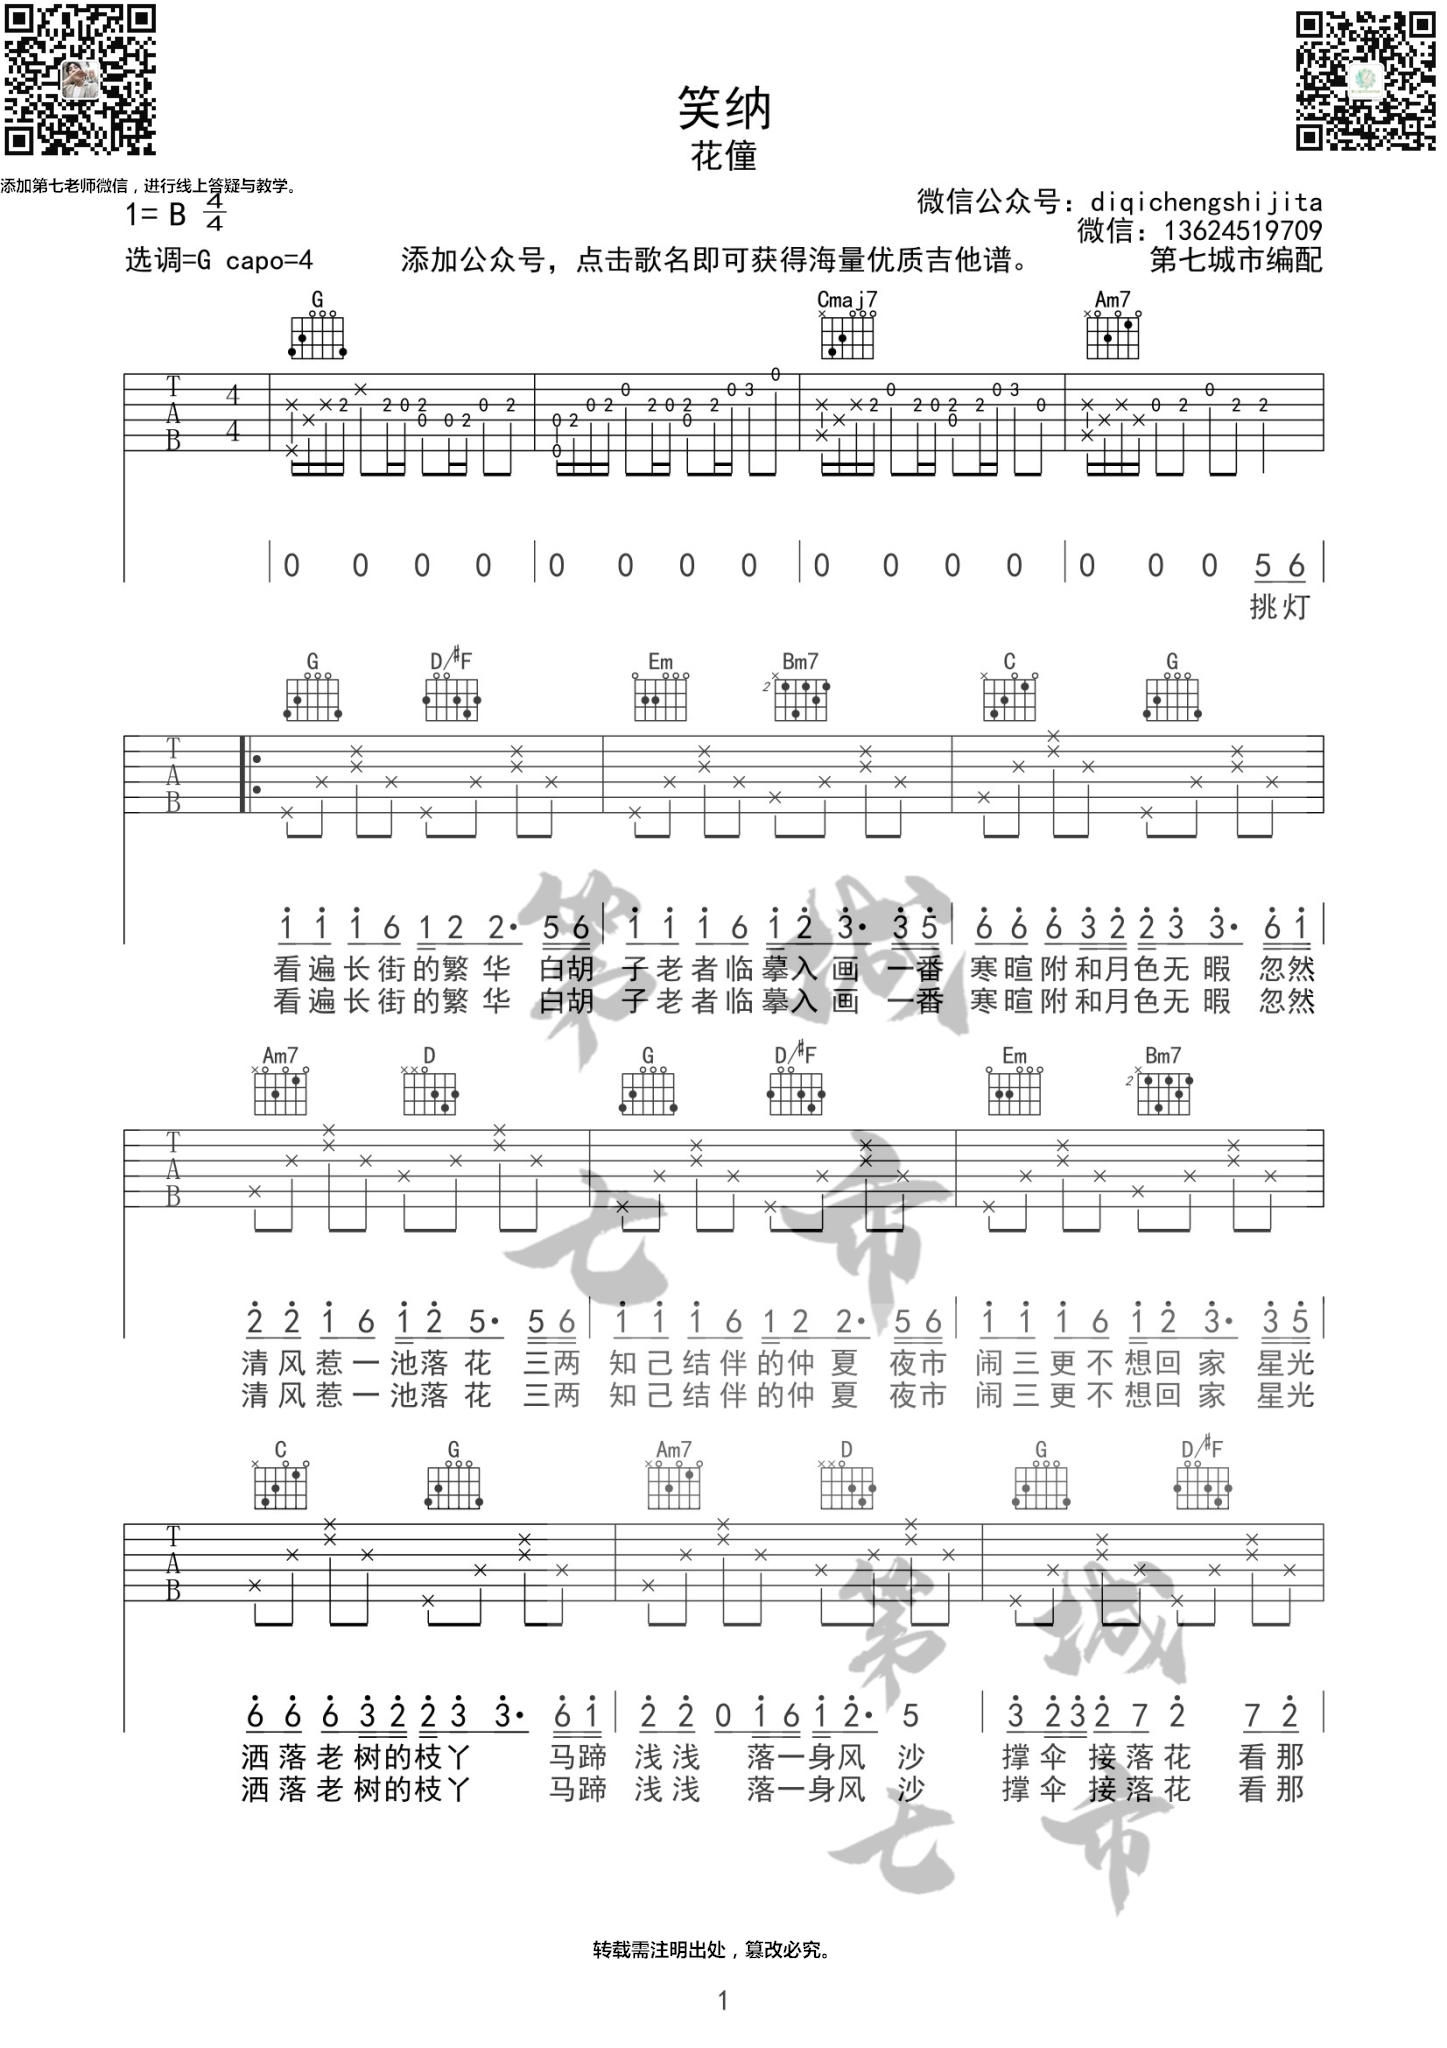 笑纳
花僮
添加第七老师微信，进行线上答疑与教学。
1= B 4/4
微信公众号：diqichengshijita
微信：13624519709
选调=G capo=4 添加公众号，点击歌名即可获得海量优质吉他谱。 第七城市编配
G Cmaj7 Am7
T A B 4 4
0 0 0 0 0 0 0 0 0 0 0 0 0 0 0 5 6
挑灯
G D/#F Em Bm7 C G
2
T A B
1 1 1 6 1 2 2· 5 6 1 1 1 6 1 2 3· 3 5 6 6 6 3 2 2 3 3· 6 1
看遍长街的繁华 白胡 子老者临摹入画 一番 寒暄附和月色无暇 忽然
看遍长街的繁华 白胡 子老者临摹入画 一番 寒暄附和月色无暇 忽然
Am7 D G D/#F Em Bm7
2
T A B
2 2 1 6 1 2 5· 5 6 1 1 1 6 1 2 2· 5 6 1 1 1 6 1 2 3· 3 5
清风惹一池落花 三两 知己结伴的仲夏 夜市 闹三更不想回家 星光
清风惹一池落花 三两 知己结伴的仲夏 夜市 闹三更不想回家 星光
C G Am7 D G D/#F
T A B
6 6 6 3 2 2 3 3· 6 1 2 2 0 1 6 1 2· 5 3 2 3 2 7 2 7 2
洒落老树的枝丫 马蹄 浅浅 落一身风沙 撑伞接落花 看那
洒落老树的枝丫 马蹄 浅浅 落一身风沙 撑伞接落花 看那
第 城
七 市
第 城
七 市
转载需注明出处，篡改必究。
1